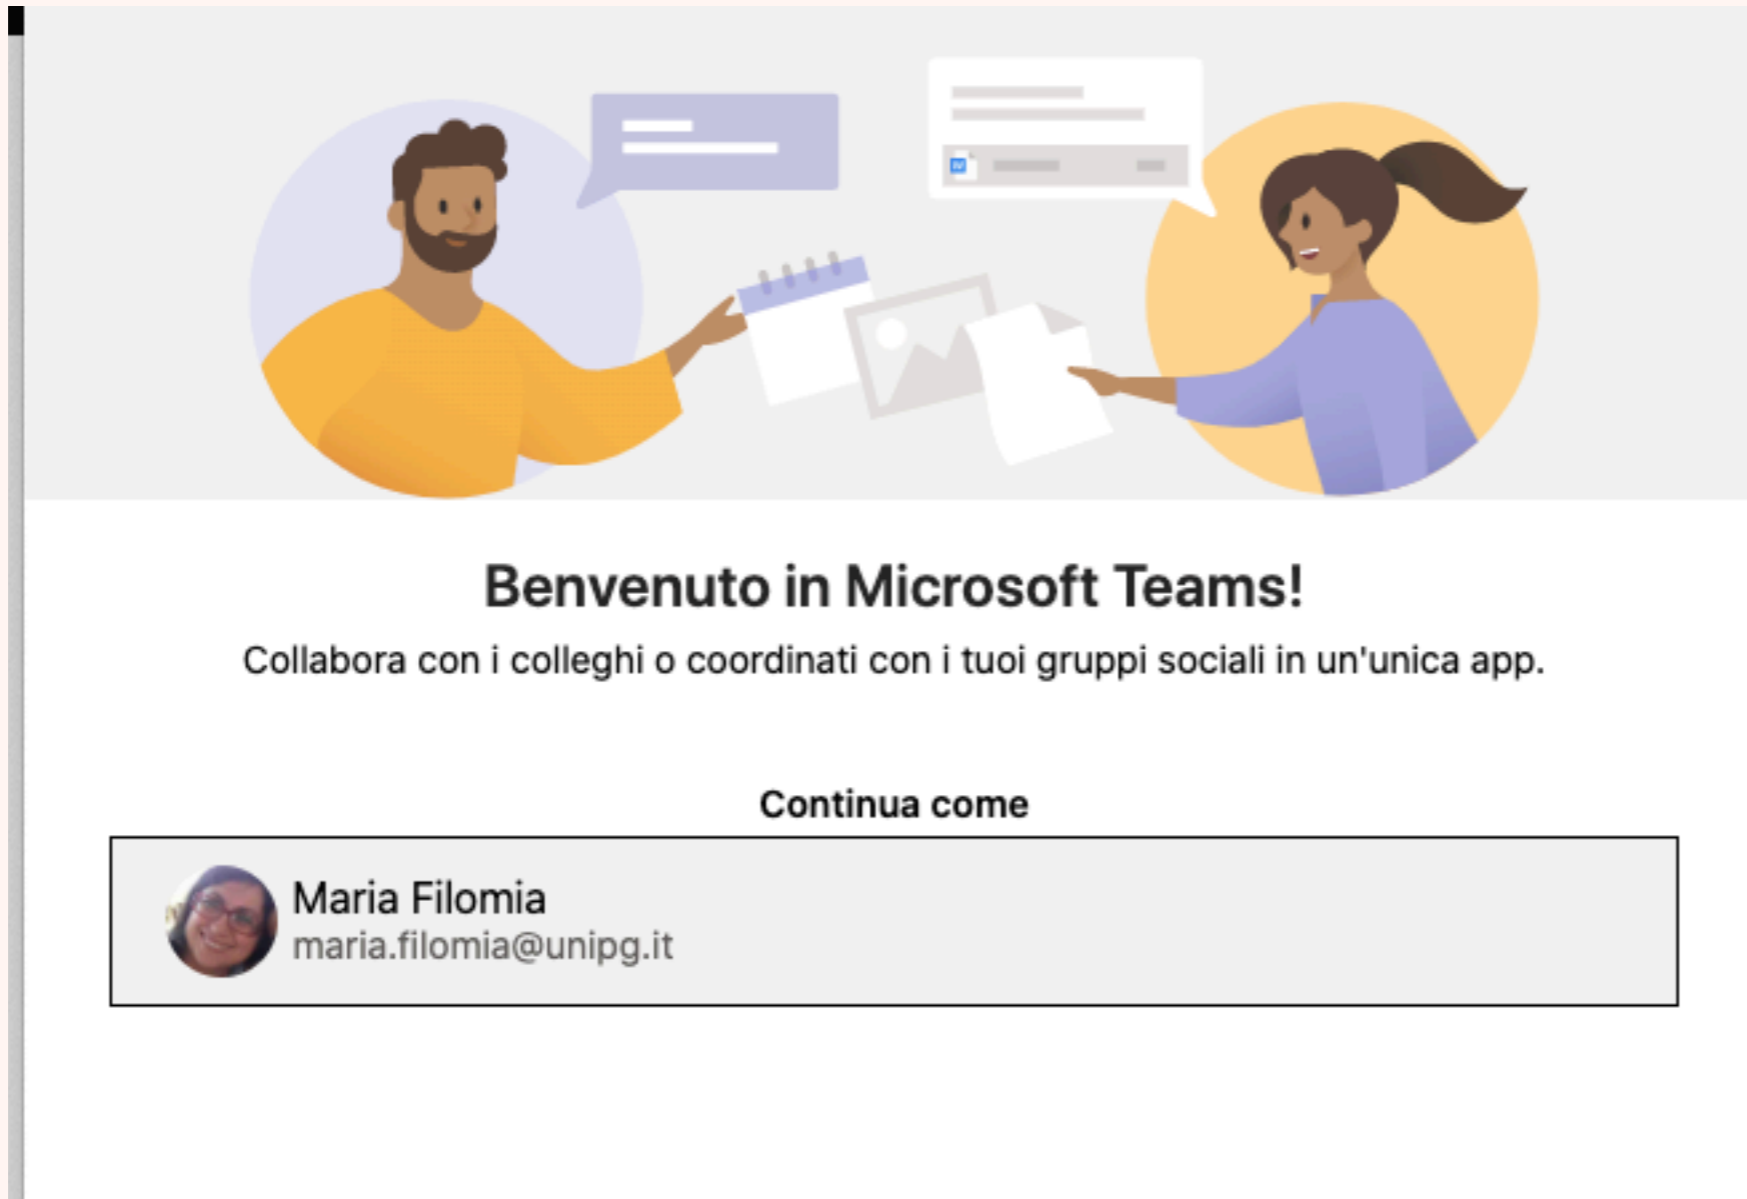 Benvenuto in Microsoft Teams!
Collabora con i colleghi o coordinati con i tuoi gruppi sociali in un'unica app.
Continua come
Maria Filomia
maria.filomia@unipg.it